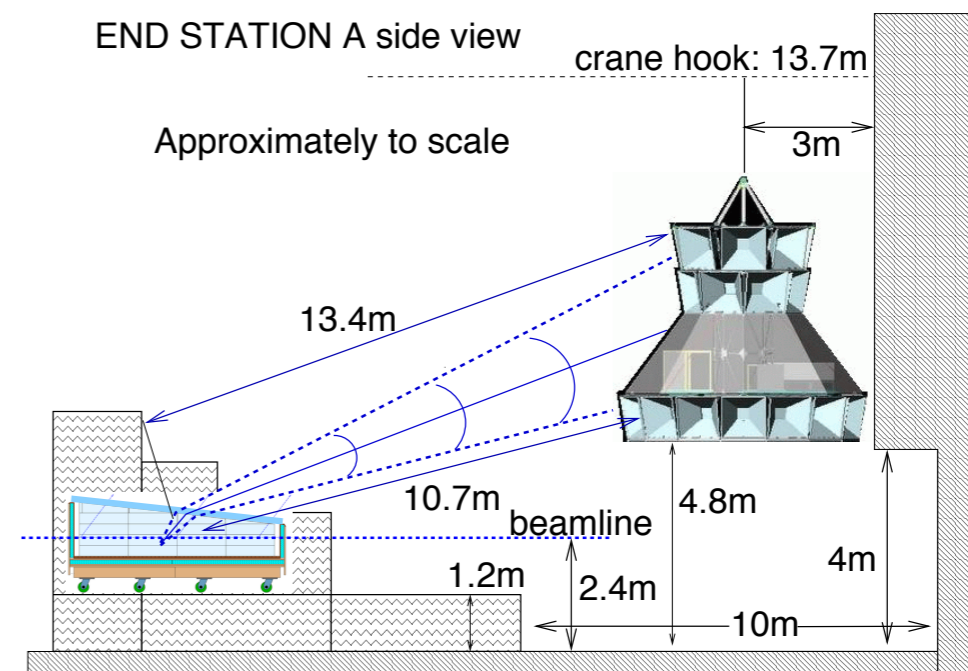 END STATION A side view
crane hook: 13.7m
Approximately to scale
3m
13.4m
10.7m
beamline
4.8m
1.2m
2.4m
4m
10m